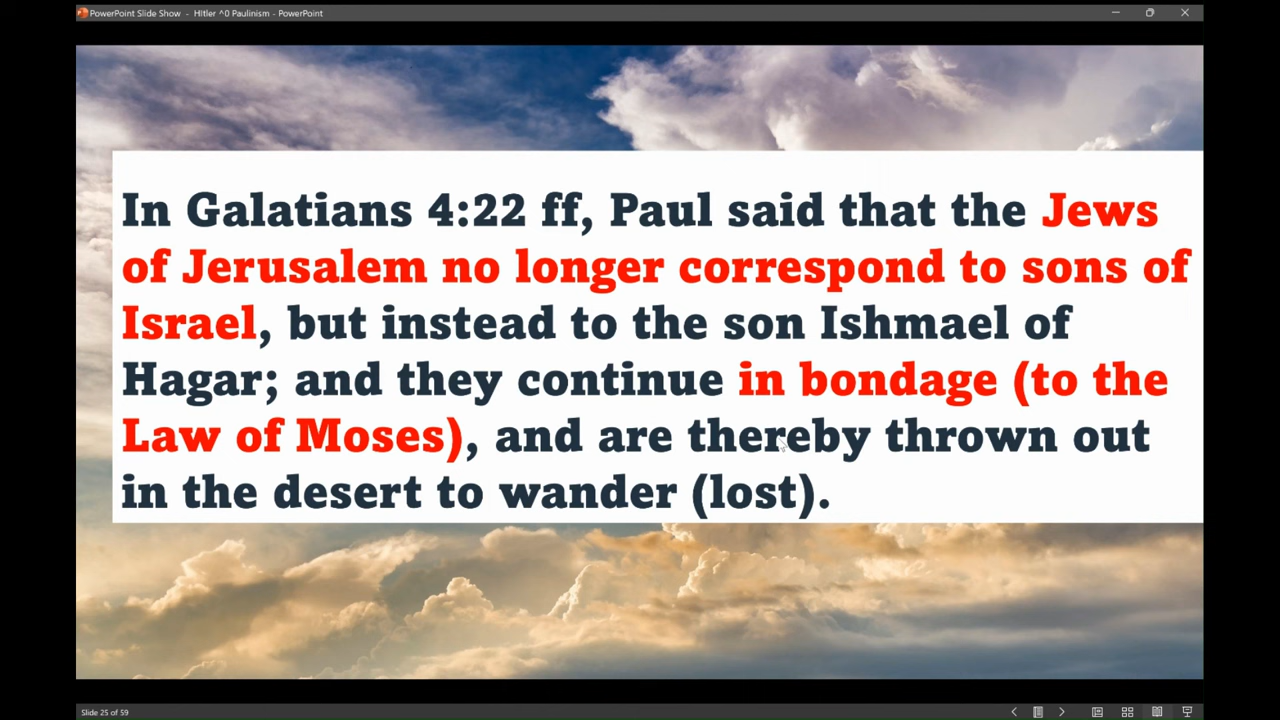 PowerPoint Slide Show - HItler ^0 Paulinism - PowerPoint
In Galatians 4:22 ff, Paul said that the Jews
of Jerusalem no longer correspond to sons of
Israel, but instead to the son Ishmael of
Hagar; and they continue in bondage (to the
Law of Moses), and are thereby thrown out
in the desert to wander (lost).
Slide 25 of 59